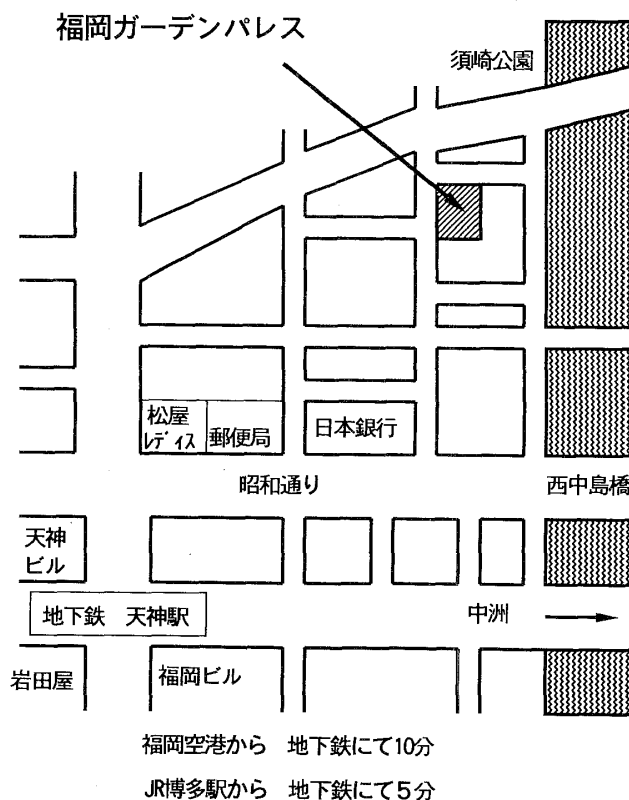 福岡ガーデンパレス
須崎公園
松屋
レディス
郵便局
日本銀行
昭和通り
西中島橋
天神
ビル
地下鉄 天神駅
中洲
岩田屋
福岡ビル
福岡空港から 地下鉄にて10分
JR博多駅から 地下鉄にて5分